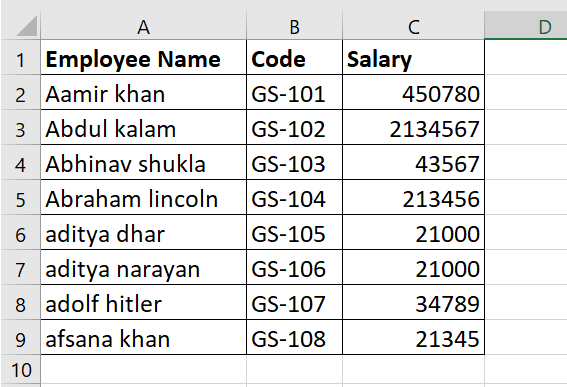 A B C D
1 Employee Name Code Salary
2 Aamir khan GS-101 450780
3 Abdul kalam GS-102 2134567
4 Abhinav shukla GS-103 43567
5 Abraham lincoln GS-104 213456
6 aditya dhar GS-105 21000
7 aditya narayan GS-106 21000
8 adolf hitler GS-107 34789
9 afsana khan GS-108 21345
10